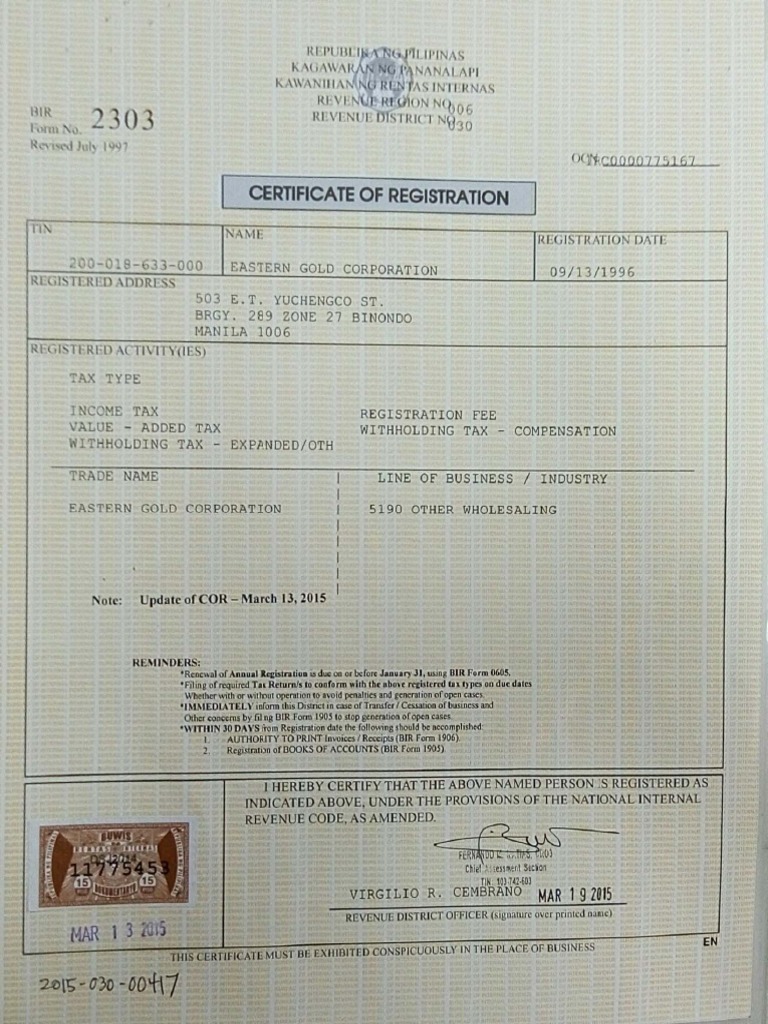 REPUBLIKA NG PILIPINAS
KAGAWARAN NG PANANALAPI
KAWANIHAN NG RENTAS INTERNAS
REVENUE REGION NO. 006
REVENUE DISTRICT NO. 030
BIR
Form No. 2303
Revised July 1997
OCN: C0000775167
CERTIFICATE OF REGISTRATION
TIN
200-018-633-000
NAME
EASTERN GOLD CORPORATION
REGISTRATION DATE
09/13/1996
REGISTERED ADDRESS
503 E.T. YUCHENGCO ST.
BRGY. 289 ZONE 27 BINONDO
MANILA 1006
REGISTERED ACTIVITY(IES)
TAX TYPE
INCOME TAX REGISTRATION FEE
VALUE - ADDED TAX WITHHOLDING TAX - COMPENSATION
WITHHOLDING TAX - EXPANDED/OTH
TRADE NAME LINE OF BUSINESS / INDUSTRY
EASTERN GOLD CORPORATION 5190 OTHER WHOLESALING
Note: Update of COR – March 13, 2015
REMINDERS:
*Renewal of Annual Registration is due on or before January 31, using BIR Form 0605.
*Filing of required Tax Return/s to conform with the above registered tax types on due dates
Whether with or without operation to avoid penalties and generation of open cases.
*IMMEDIATELY inform this District in case of Transfer / Cessation of business and
Other concerns by filing BIR Form 1905 to stop generation of open cases.
*WITHIN 30 DAYS from Registration date the following should be accomplished:
1. AUTHORITY TO PRINT Invoices / Receipts (BIR Form 1906).
2. Registration of BOOKS OF ACCOUNTS (BIR Form 1905).
I HEREBY CERTIFY THAT THE ABOVE NAMED PERSON IS REGISTERED AS
INDICATED ABOVE, UNDER THE PROVISIONS OF THE NATIONAL INTERNAL
REVENUE CODE, AS AMENDED.
BUWIS
RENTAS INTERNAS
11775453
15 DOKUMENTARYO 15
MAR 13 2015
Chief Assessment Section
TIN: 103-742-603
VIRGILIO R. CEMBRANO MAR 19 2015
REVENUE DISTRICT OFFICER (signature over printed name)
THIS CERTIFICATE MUST BE EXHIBITED CONSPICUOUSLY IN THE PLACE OF BUSINESS
EN
2015-030-00417